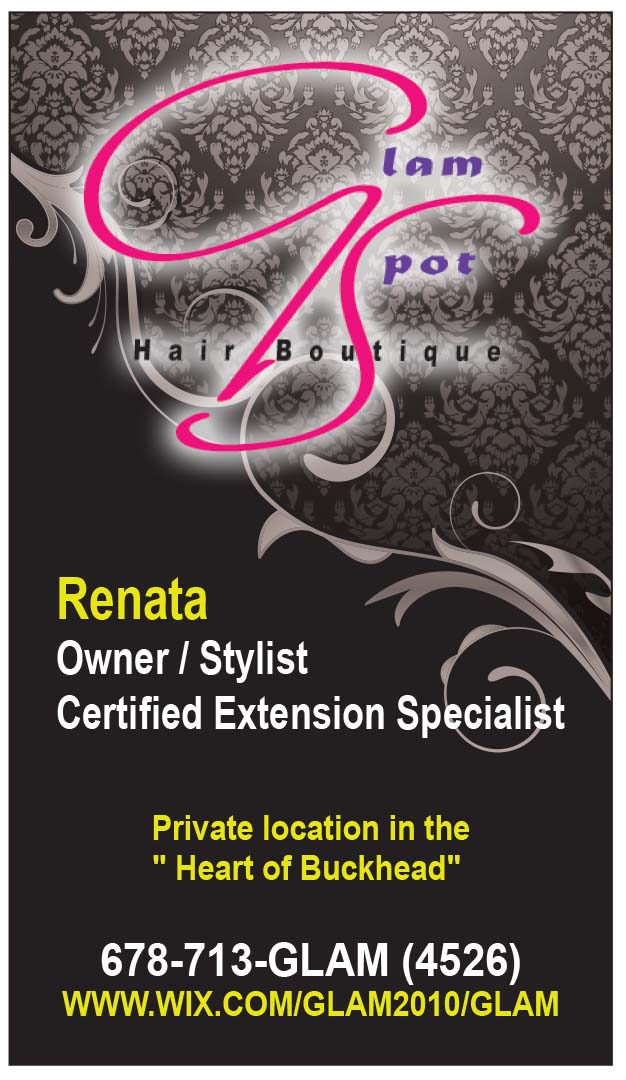 Glam
Spot
Hair Boutique
Renata
Owner / Stylist
Certified Extension Specialist
Private location in the
" Heart of Buckhead"
678-713-GLAM (4526)
WWW.WIX.COM/GLAM2010/GLAM